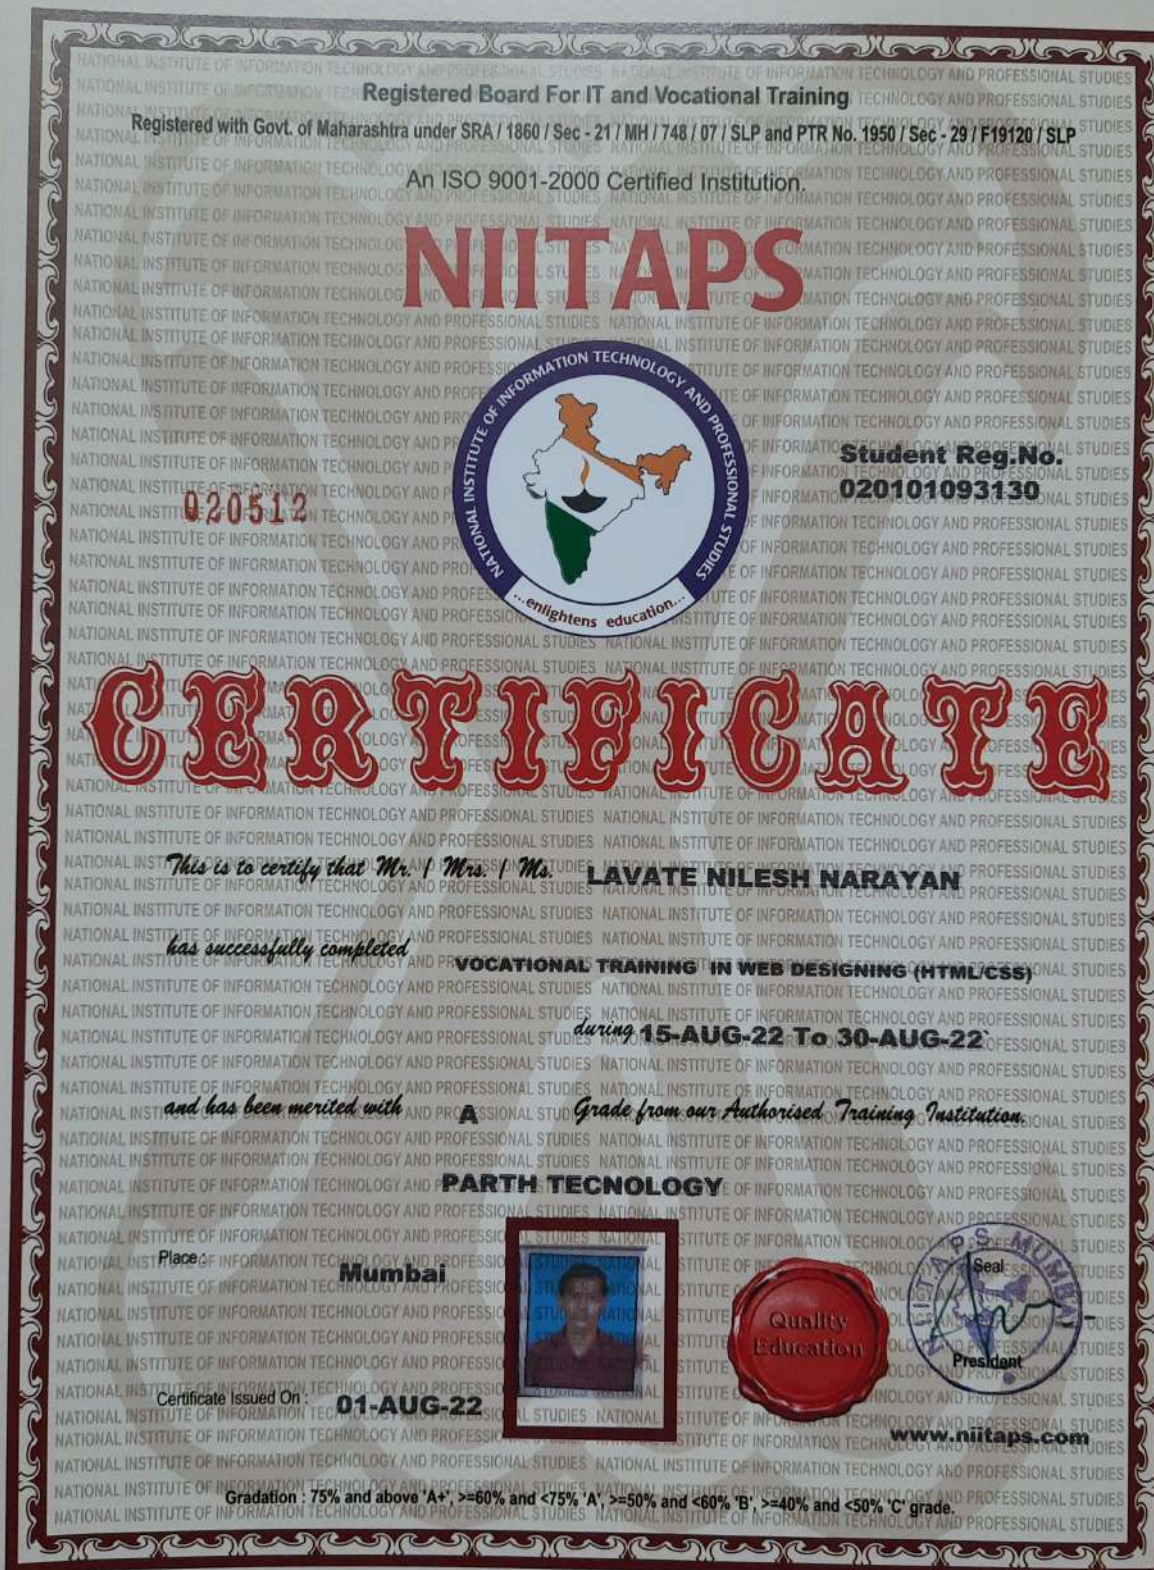 Registered Board For IT and Vocational Training
Registered with Govt. of Maharashtra under SRA / 1860 / Sec - 21 / MH / 748 / 07 / SLP and PTR No. 1950 / Sec - 29 / F19120 / SLP
An ISO 9001-2000 Certified Institution.
NIITAPS
NATIONAL INSTITUTE OF INFORMATION TECHNOLOGY AND PROFESSIONAL STUDIES
...enlightens education...
Student Reg.No.
020101093130
020512
CERTIFICATE
This is to certify that Mr. / Mrs. / Ms. LAVATE NILESH NARAYAN
has successfully completed VOCATIONAL TRAINING IN WEB DESIGNING (HTML/CSS)
during 15-AUG-22 To 30-AUG-22
and has been merited with A Grade from our Authorised Training Institution.
PARTH TECNOLOGY
Place : Mumbai
Quality
Education
NIITAPS MUMBAI
Seal
President
Certificate Issued On : 01-AUG-22
www.niitaps.com
Gradation : 75% and above 'A+', >=60% and <75% 'A', >=50% and <60% 'B', >=40% and <50% 'C' grade.